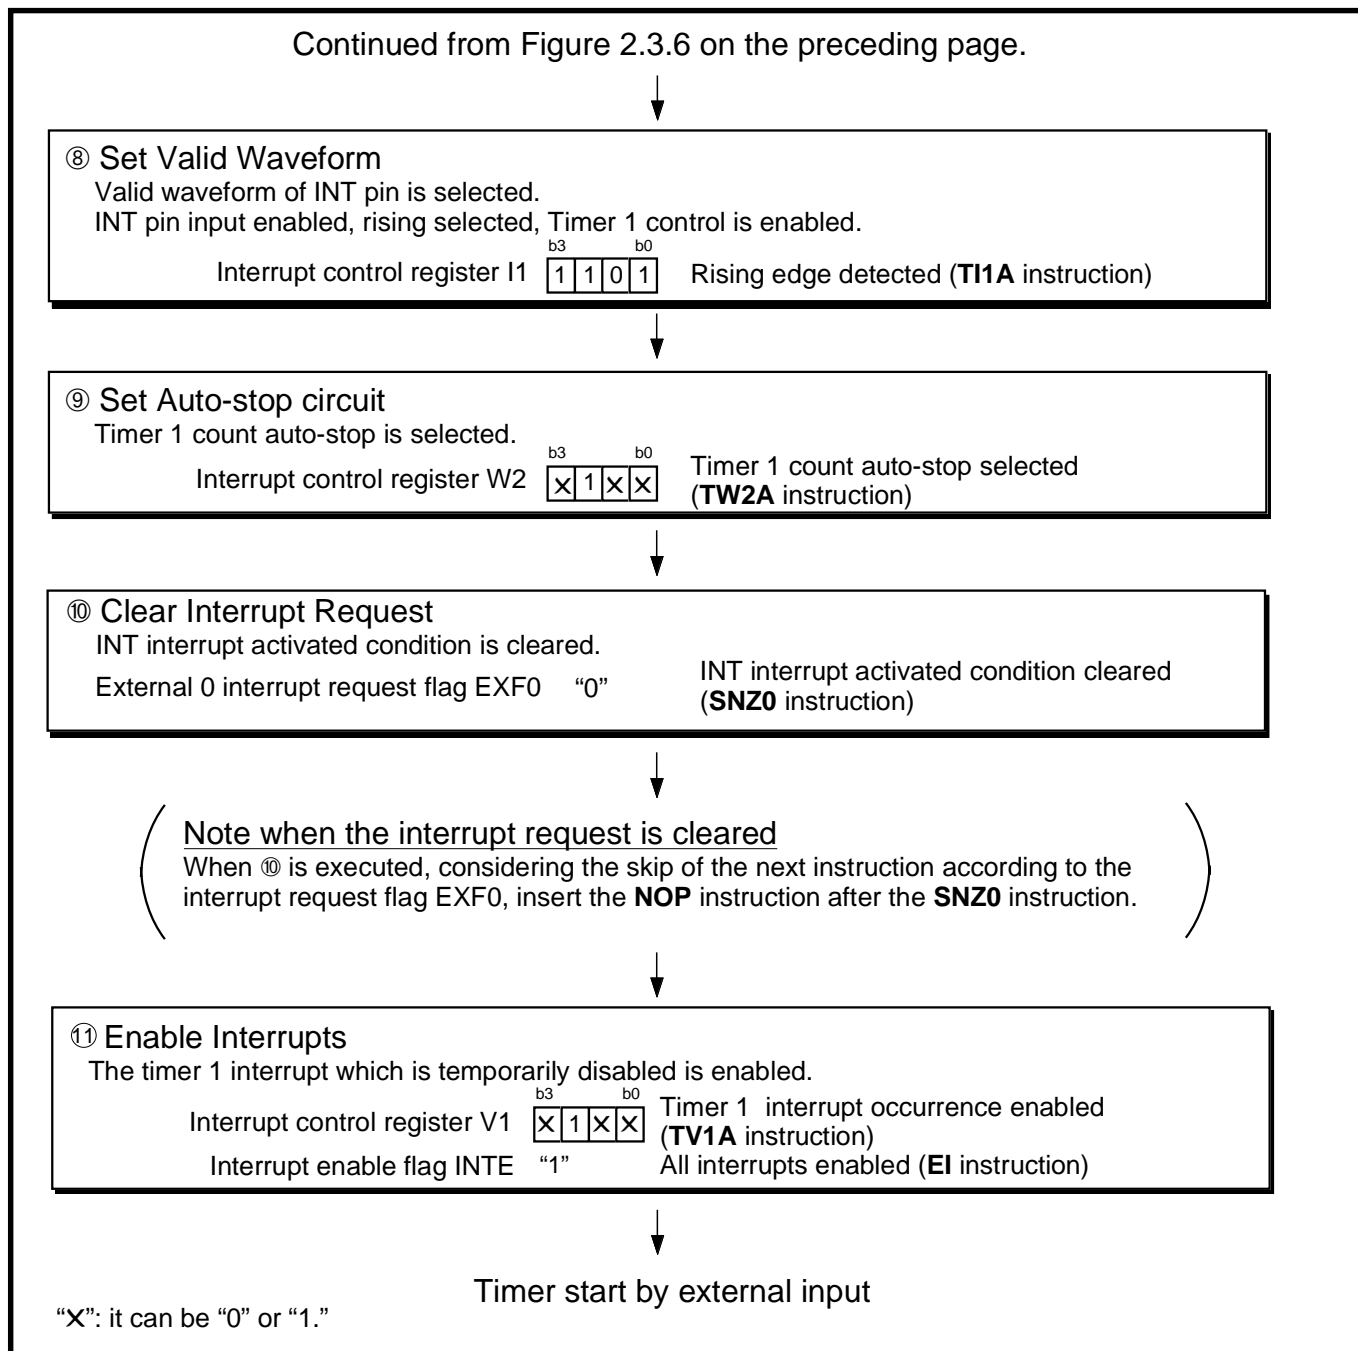 Continued from Figure 2.3.6 on the preceding page.
⑧ Set Valid Waveform
Valid waveform of INT pin is selected.
INT pin input enabled, rising selected, Timer 1 control is enabled.
b3 b0
Interrupt control register I1 1 1 0 1 Rising edge detected (TI1A instruction)
⑨ Set Auto-stop circuit
Timer 1 count auto-stop is selected.
b3 b0
Interrupt control register W2 X 1 X X Timer 1 count auto-stop selected
(TW2A instruction)
⑩ Clear Interrupt Request
INT interrupt activated condition is cleared.
External 0 interrupt request flag EXF0 “0” INT interrupt activated condition cleared
(SNZ0 instruction)
Note when the interrupt request is cleared
When ⑩ is executed, considering the skip of the next instruction according to the
interrupt request flag EXF0, insert the NOP instruction after the SNZ0 instruction.
⑪ Enable Interrupts
The timer 1 interrupt which is temporarily disabled is enabled.
b3 b0
Interrupt control register V1 X 1 X X Timer 1 interrupt occurrence enabled
(TV1A instruction)
Interrupt enable flag INTE “1” All interrupts enabled (EI instruction)
Timer start by external input
“X”: it can be “0” or “1.”